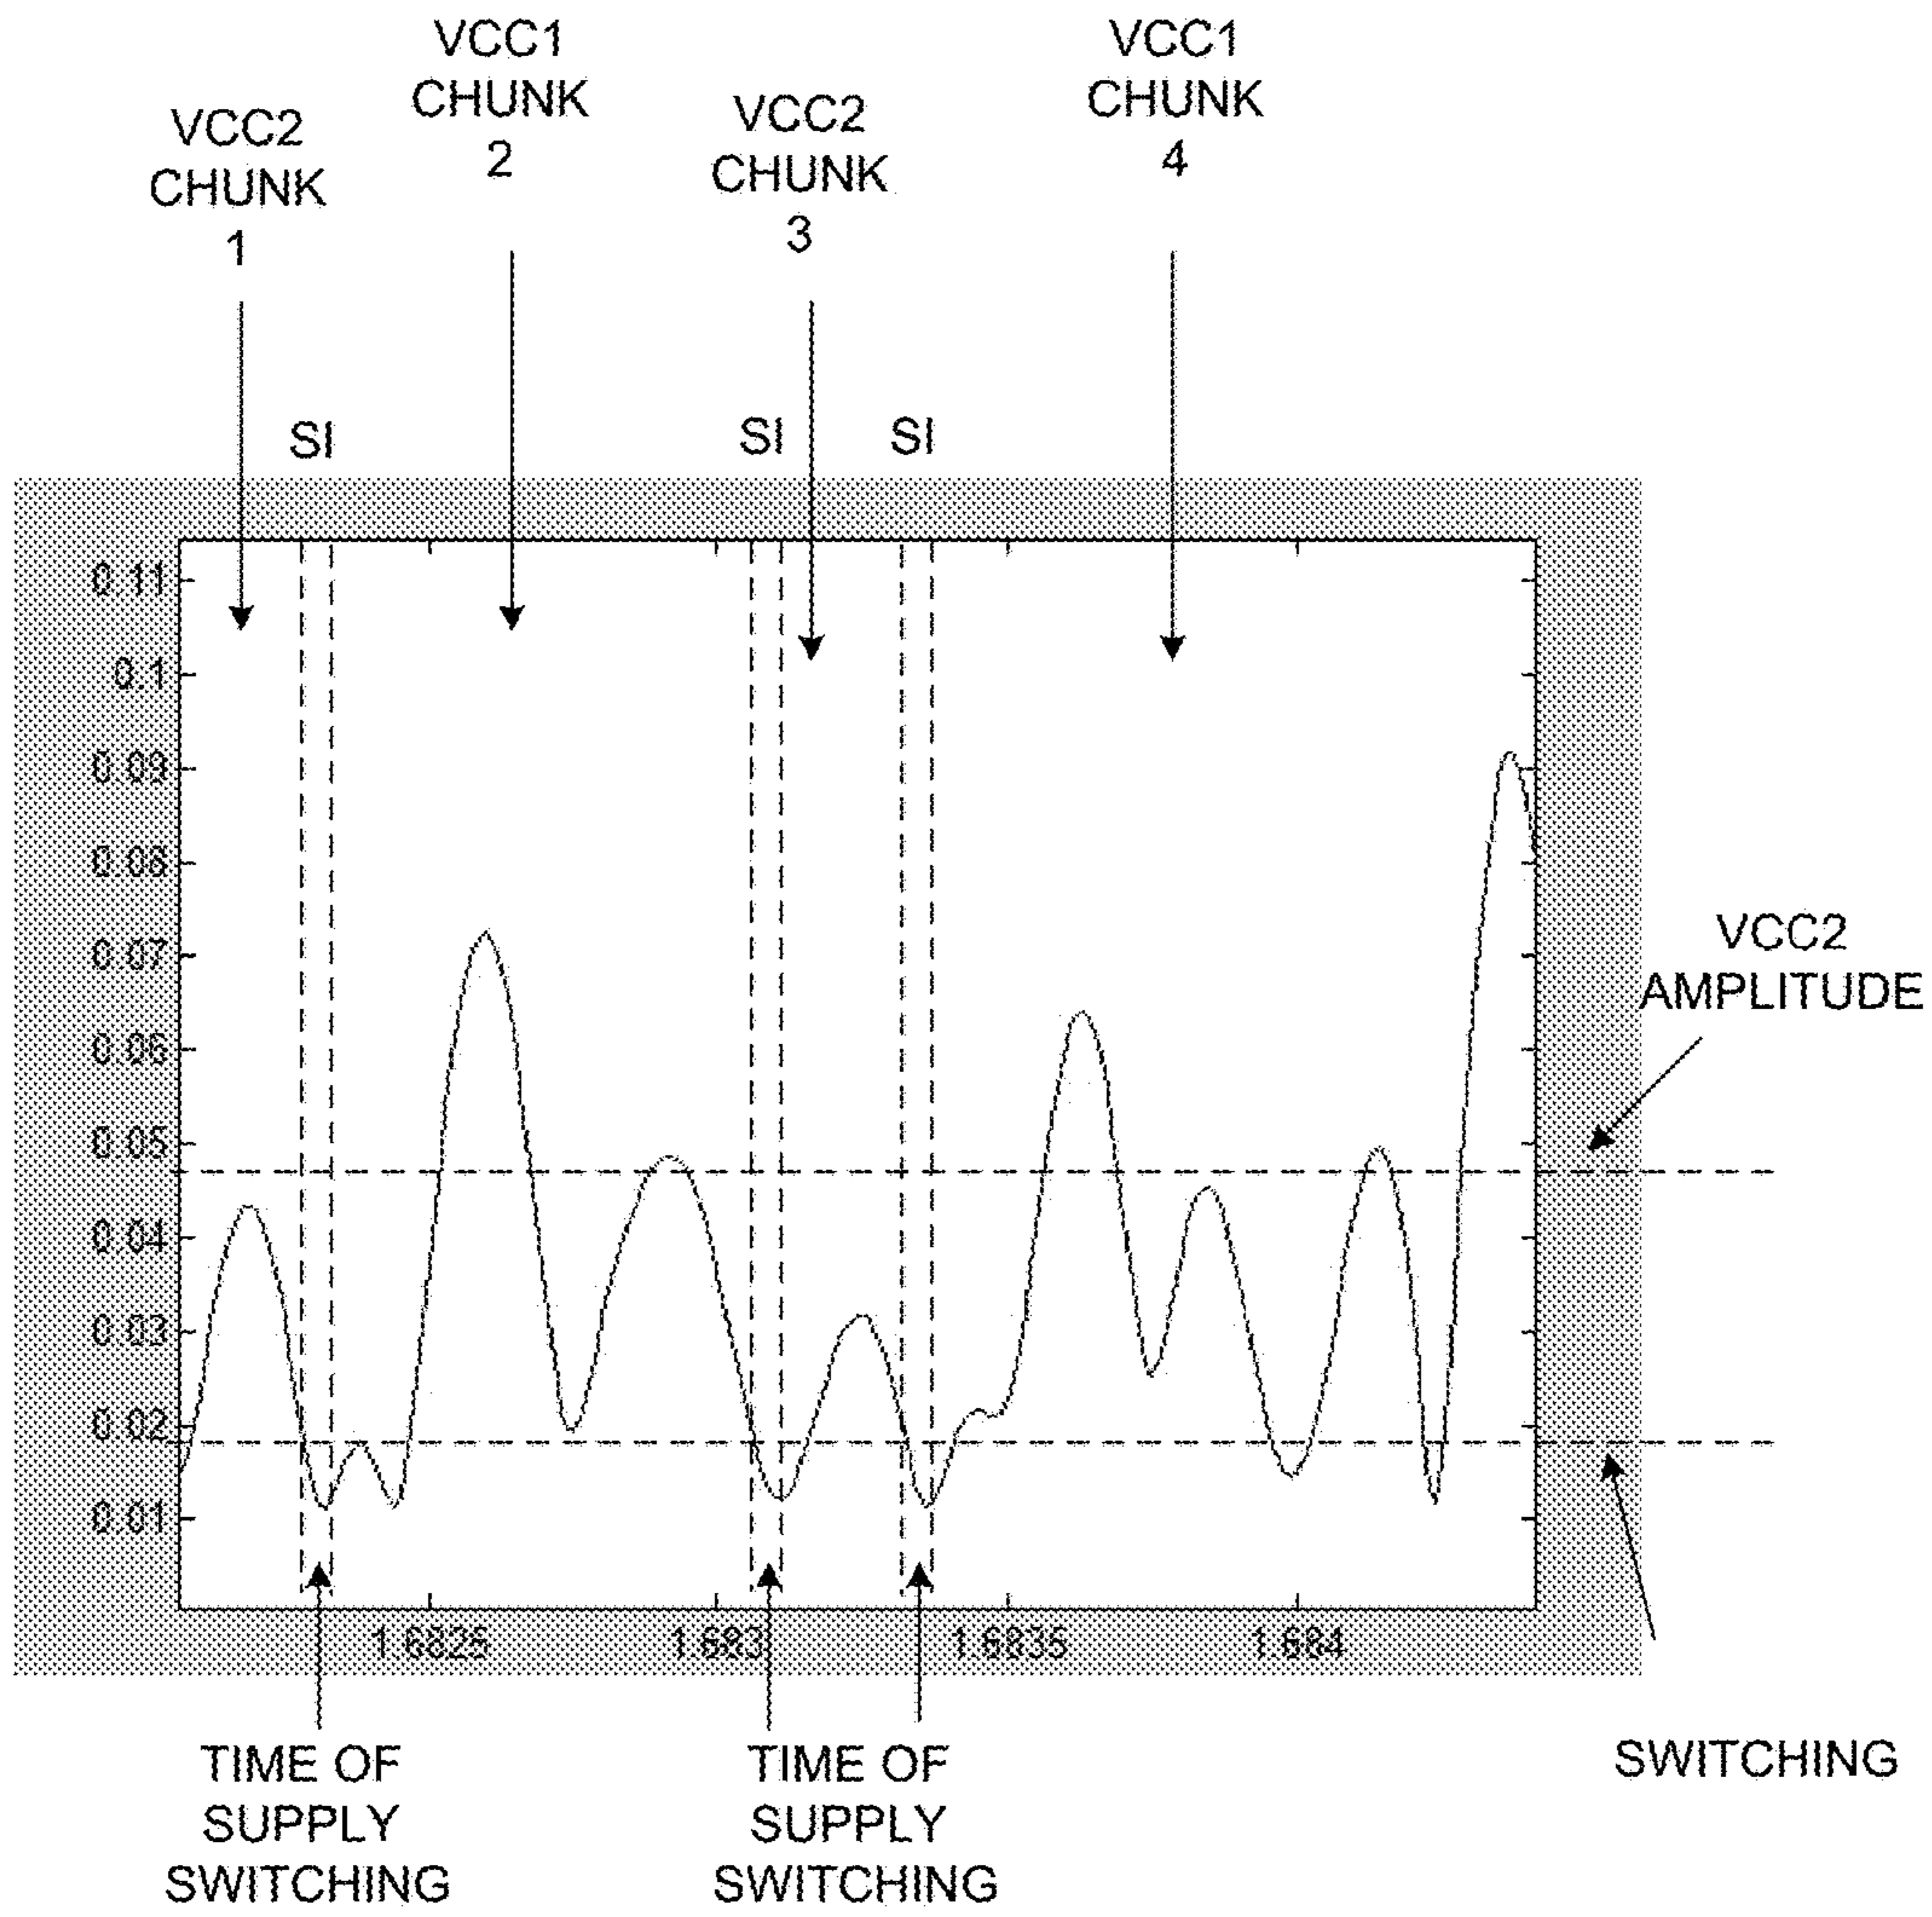 VCC2
CHUNK
1
VCC1
CHUNK
2
VCC2
CHUNK
3
VCC1
CHUNK
4
SI
SI
SI
0.11
0.1
0.09
0.08
0.07
0.06
0.05
0.04
0.03
0.02
0.01
1.6825
1.683
1.6835
1.684
VCC2
AMPLITUDE
TIME OF
SUPPLY
SWITCHING
TIME OF
SUPPLY
SWITCHING
SWITCHING